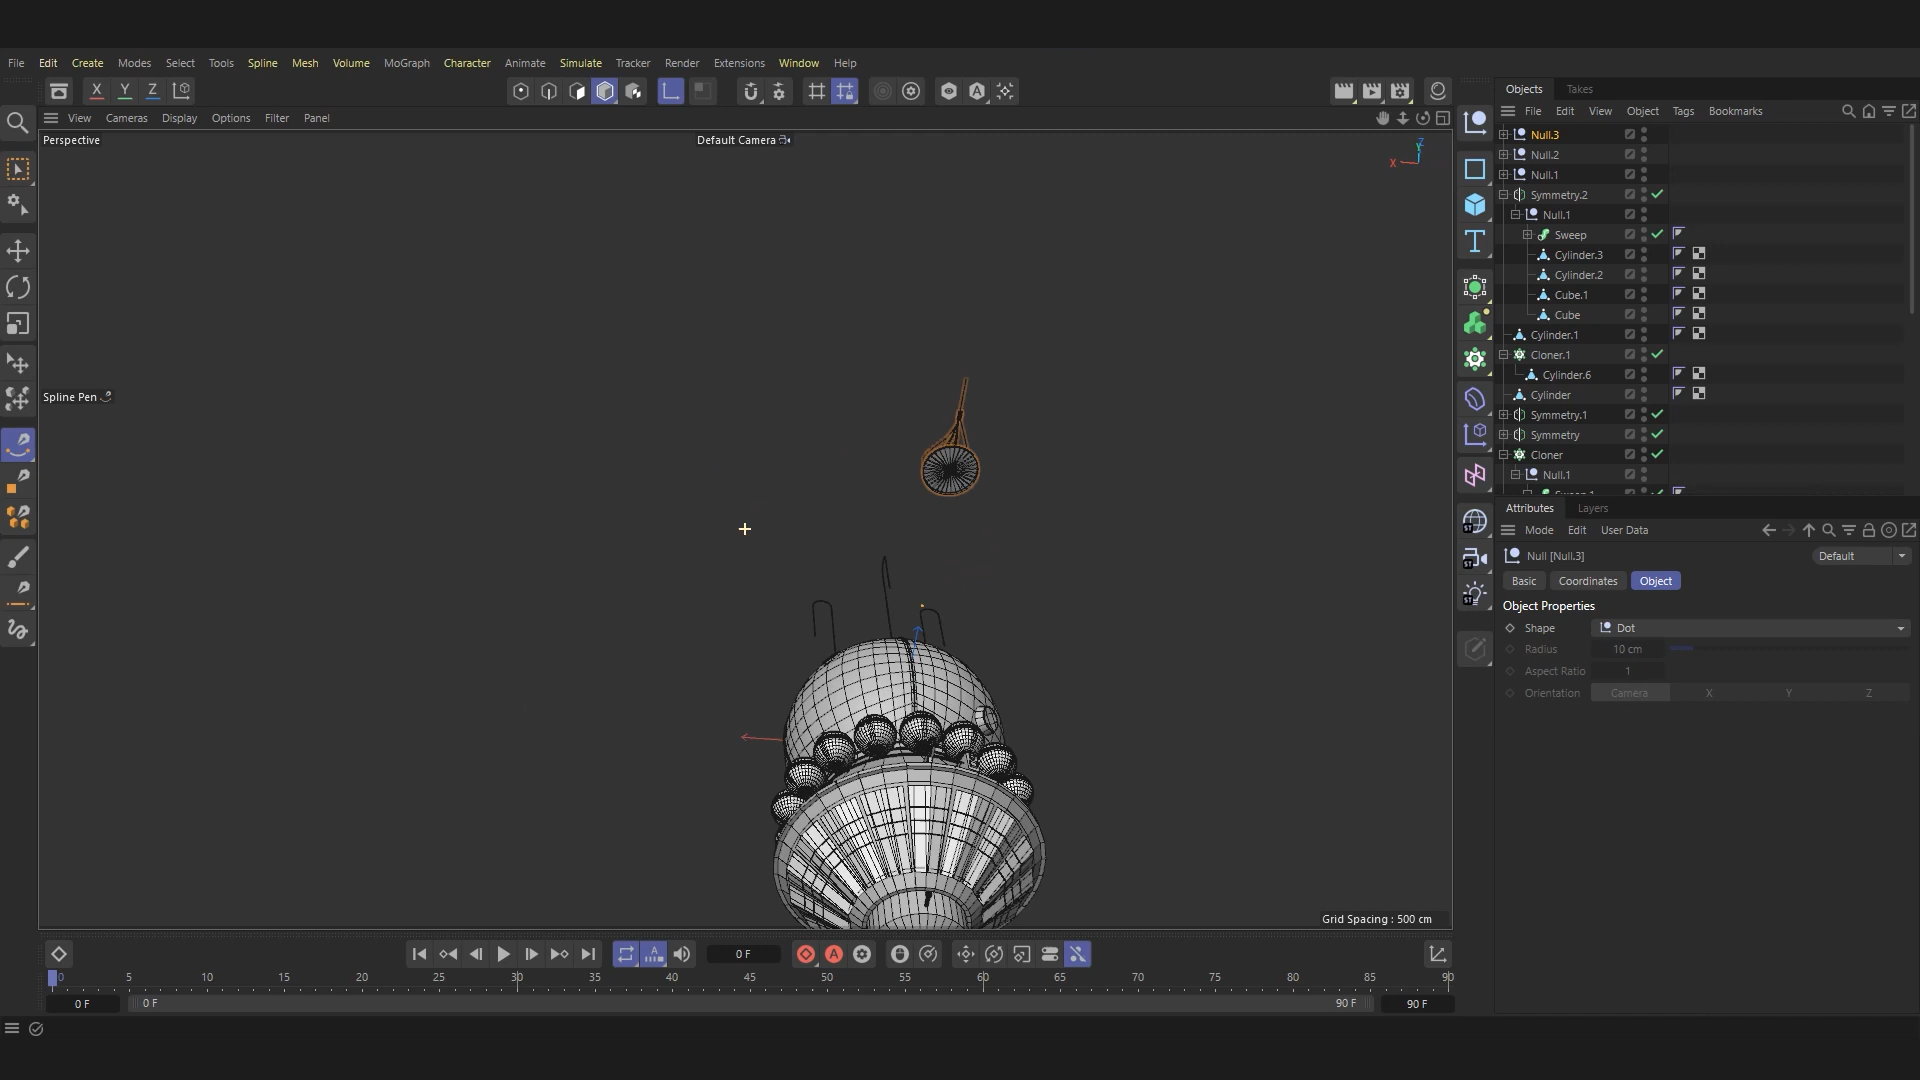 File Edit Create Modes Select Tools Spline Mesh Volume MoGraph Character Animate Simulate Tracker Render Extensions Window Help
X Y Z
Objects Takes
View Cameras Display Options Filter Panel
File Edit View Object Tags Bookmarks
Perspective
Default Camera
Y Z
X
Spline Pen
Null.3
Null.2
Null.1
Symmetry.2
Null.1
Sweep
Cylinder.3
Cylinder.2
Cube.1
Cube
Cylinder.1
Cloner.1
Cylinder.6
Cylinder
Symmetry.1
Symmetry
Cloner
Null.1
Sweep.1
Attributes Layers
Mode Edit User Data
Null [Null.3]
Default
Basic Coordinates Object
Object Properties
Shape Dot
Radius 10 cm
Aspect Ratio 1
Orientation Camera X Y Z
ST
ST
ST
Grid Spacing : 500 cm
0 F
0 5 10 15 20 25 30 35 40 45 50 55 60 65 70 75 80 85 90
0 F 0 F 90 F 90 F